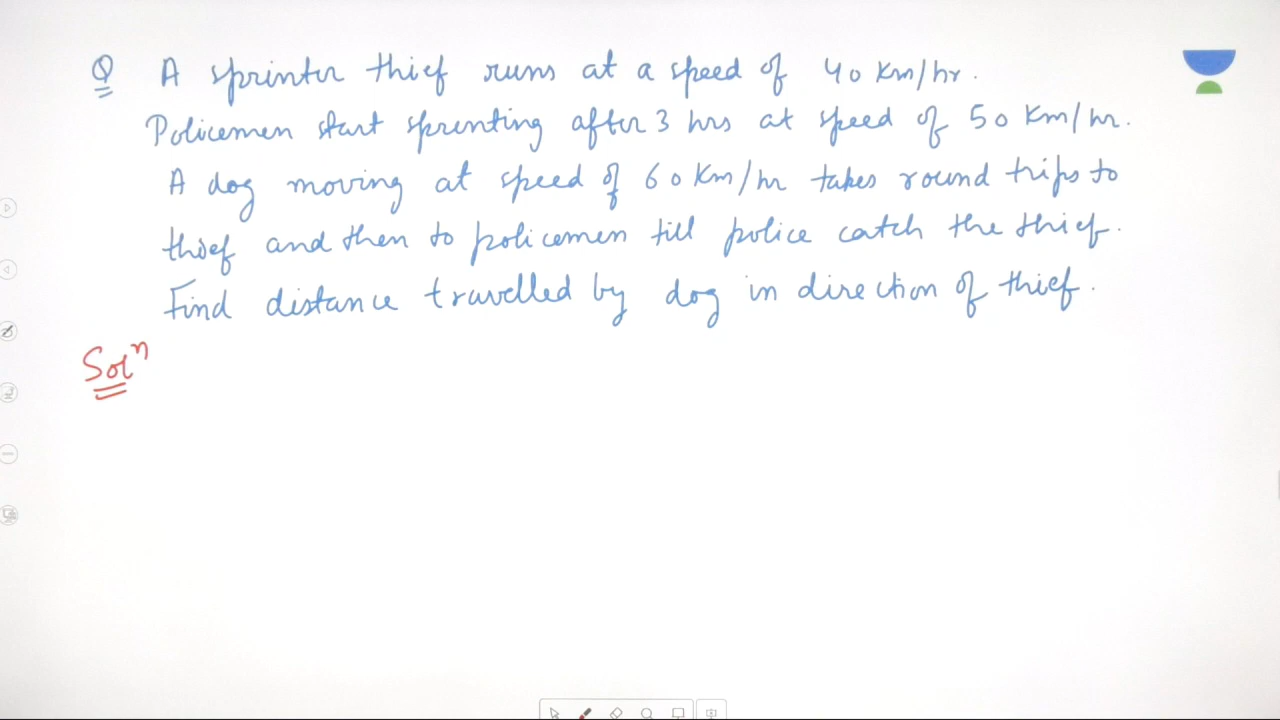 Q A sprinter thief runs at a speed of 40 Km/hr.
Policemen start sprinting after 3 hrs at speed of 50 Km/hr.
A dog moving at speed of 60 Km/hr takes round trips to
thief and then to policemen till police catch the thief.
Find distance travelled by dog in direction of thief.
Solⁿ